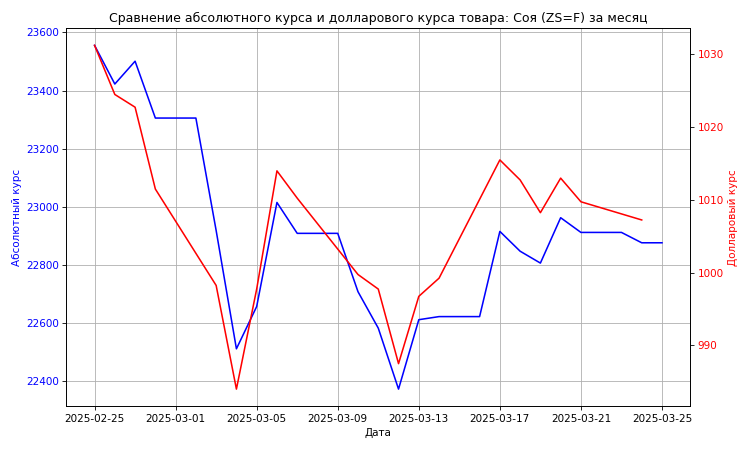 Сравнение абсолютного курса и долларового курса товара: Соя (ZS=F) за месяц
23600
23400
23200
23000
22800
22600
22400
Абсолютный курс
1030
1020
1010
1000
990
Долларовый курс
2025-02-25 2025-03-01 2025-03-05 2025-03-09 2025-03-13 2025-03-17 2025-03-21 2025-03-25
Дата